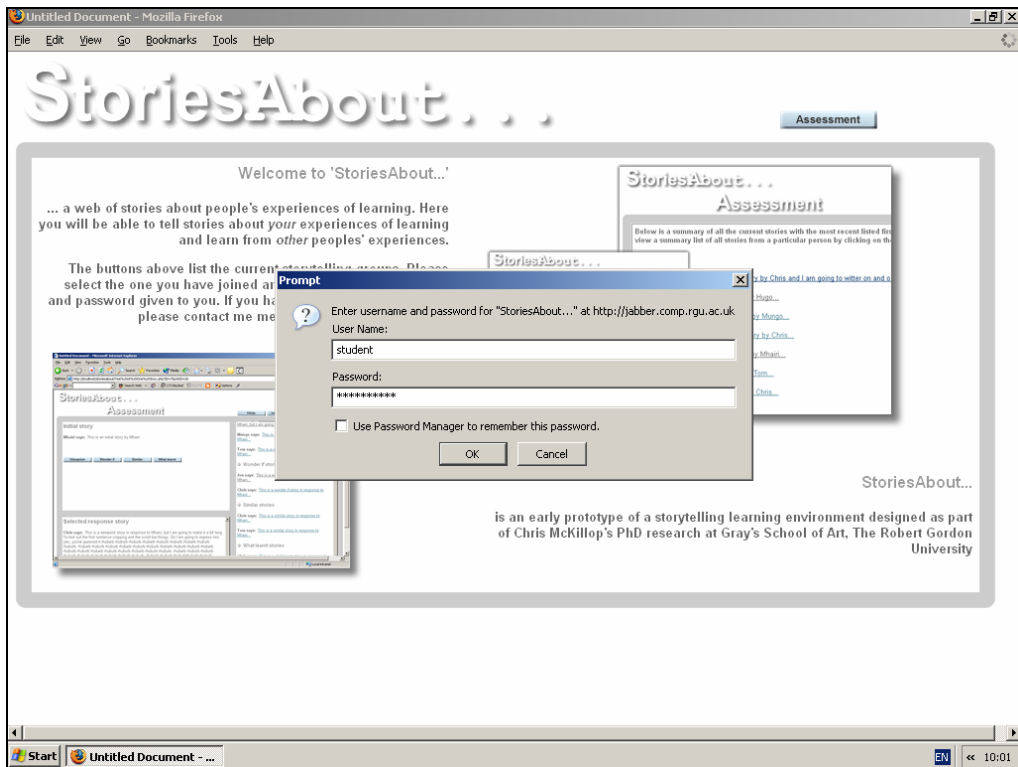 Untitled Document - Mozilla Firefox
File Edit View Go Bookmarks Tools Help
StoriesAbout...
Assessment
Welcome to 'StoriesAbout...'
... a web of stories about people's experiences of learning. Here
you will be able to tell stories about your experiences of learning
and learn from other peoples' experiences.
The buttons above list the current storytelling groups. Please
select the one you have joined an
and password given to you. If you ha
please contact me me
StoriesAbout...
Assessment
Below is a summary of all the current stories with the most recent listed firs
view a summary list of all stories from a particular person by clicking on th
y by Chris and I am going to witter on and o
Hugo...
by Mungo...
y by Chris...
Mhairi...
Tom...
Chris...
StoriesAbout...
Prompt
Enter username and password for "StoriesAbout..." at http://jabber.comp.rgu.ac.uk
User Name:
student
Password:
**********
Use Password Manager to remember this password.
OK Cancel
StoriesAbout...
Assessment
Initial story
Selected response story
StoriesAbout...
is an early prototype of a storytelling learning environment designed as part
of Chris McKillop's PhD research at Gray's School of Art, The Robert Gordon
University
Start Untitled Document - ... EN « 10:01